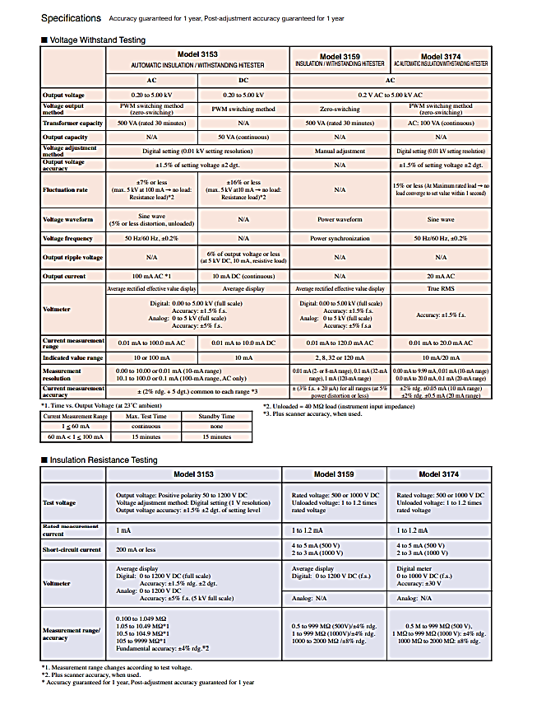 Specifications Accuracy guaranteed for 1 year, Post-adjustment accuracy guaranteed for 1 year
■ Voltage Withstand Testing
Model 3153 Model 3159 Model 3174
AUTOMATIC INSULATION / WITHSTANDING HiTESTER INSULATION / WITHSTANDING HiTESTER AC AUTOMATIC INSULATION/WITHSTANDING HiTESTER
AC DC AC
Output voltage 0.20 to 5.00 kV 0.20 to 5.00 kV 0.2 V AC to 5.00 kV AC
Voltage output method PWM switching method (zero-switching) PWM switching method Zero-switching PWM switching method (zero-switching)
Transformer capacity 500 VA (rated 30 minutes) N/A 500 VA (rated 30 minutes) AC: 100 VA (continuous)
Output capacity N/A 50 VA (continuous) N/A N/A
Voltage adjustment method Digital setting (0.01 kV setting resolution) Manual adjustment Digital setting (0.01 kV setting resolution)
Output voltage accuracy ±1.5% of setting voltage ±2 dgt. N/A ±1.5% of setting voltage ±2 dgt.
Fluctuation rate ±7% or less (max. 5 kV at 100 mA → no load: Resistance load)*2 ±16% or less (max. 5 kV at 10 mA → no load: Resistance load)*2 N/A 15% or less (At Maximum rated load → no load converge to set value within 1 second)
Voltage waveform Sine wave (5% or less distortion, unloaded) N/A Power waveform Sine wave
Voltage frequency 50 Hz/60 Hz, ±0.2% N/A Power synchronization 50 Hz/60 Hz, ±0.2%
Output ripple voltage N/A 6% of output voltage or less (at 5 kV DC, 10 mA, resistive load) N/A N/A
Output current 100 mA AC *1 10 mA DC (continuous) N/A 20 mA AC
Voltmeter Average rectified effective value display Average display Average rectified effective value display True RMS
Digital: 0.00 to 5.00 kV (full scale) Digital: 0.00 to 5.00 kV (full scale) Accuracy: ±1.5% f.s.
Accuracy: ±1.5% f.s. Accuracy: ±1.5% f.s.
Analog: 0 to 5 kV (full scale) Analog: 0 to 5 kV (full scale)
Accuracy: ±5% f.s. Accuracy: ±5% f.s.a
Current measurement range 0.01 mA to 100.0 mA AC 0.01 mA to 10.0 mA DC 0.01 mA to 120.0 mA AC 0.01 mA to 20.0 mA AC
Indicated value range 10 or 100 mA 10 mA 2, 8, 32 or 120 mA 10 mA/20 mA
Measurement resolution 0.00 to 10.00 or 0.01 mA (10-mA range) 0.01 mA (2- or 8-mA range), 0.1 mA (32-mA 0.00 mA to 9.99 mA, 0.01 mA (10-mA range)
10.1 mA to 100.0 or 0.1 mA (100-mA range, AC only) range), 1 mA (120-mA range) 0.0 mA to 20.0 mA, 0.1 mA (20-mA range)
Current measurement accuracy ± (2% rdg. + 5 dgt.) common to each range *3 ± (3% f.s. + 20 μA) for all ranges (at 5% power distortion or less) ±2% rdg. ±0.05 mA (10 mA range) ±2% rdg. ±0.5 mA (20 mA range)
*1. Time vs. Output Voltage (at 23˚C ambient) *2. Unloaded = 40 MΩ load (instrument input impedance)
*3. Plus scanner accuracy, when used.
Current Measurement Range Max. Test Time Standby Time
I ≤ 60 mA continuous none
60 mA < I ≤ 100 mA 15 minutes 15 minutes
■ Insulation Resistance Testing
Model 3153 Model 3159 Model 3174
Test voltage Output voltage: Positive polarity 50 to 1200 V DC Rated voltage: 500 or 1000 V DC Rated voltage: 500 or 1000 V DC
Voltage adjustment method: Digital setting (1 V resolution) Unloaded voltage: 1 to 1.2 times Unloaded voltage: 1 to 1.2 times
Output voltage accuracy: ±1.5% ±2 dgt. of setting level rated voltage rated voltage
Rated measurement current 1 mA 1 to 1.2 mA 1 to 1.2 mA
Short-circuit current 200 mA or less 4 to 5 mA (500 V) 4 to 5 mA (500 V)
2 to 3 mA (1000 V) 2 to 3 mA (1000 V)
Voltmeter Average display Average display Digital meter
Digital: 0 to 1200 V DC (full scale) Digital: 0 to 1200 V DC (f.s.) 0 to 1000 V DC (f.s.)
Accuracy: ±1.5% rdg. ±2 dgt. Accuracy: ±30 V
Analog: 0 to 1200 V DC
Accuracy: ±5% f.s. (5 kV full scale) Analog: N/A Analog: N/A
Measurement range/ accuracy 0.100 to 1.049 MΩ
1.05 to 10.49 MΩ*1 0.5 to 999 MΩ (500V)/±4% rdg. 0.5 M to 999 MΩ (500 V),
10.5 to 104.9 MΩ*1 1 to 999 MΩ (1000V)/±4% rdg. 1 MΩ to 999 MΩ (1000 V): ±4% rdg.
105 to 9999 MΩ*1 1000 to 2000 MΩ /±8% rdg. 1000 MΩ to 2000 MΩ: ±8% rdg.
Fundamental accuracy: ±4% rdg.*2
*1. Measurement range changes according to test voltage.
*2. Plus scanner accuracy, when used.
* Accuracy guaranteed for 1 year, Post-adjustment accuracy guaranteed for 1 year